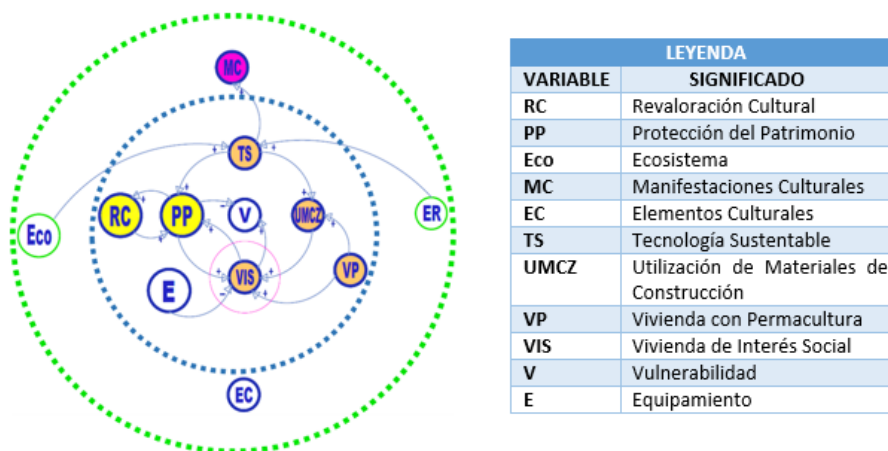 MC
TS
RC
PP
V
UMCZ
ER
Eco
VIS
VP
E
EC
LEYENDA
VARIABLE SIGNIFICADO
RC Revaloración Cultural
PP Protección del Patrimonio
Eco Ecosistema
MC Manifestaciones Culturales
EC Elementos Culturales
TS Tecnología Sustentable
UMCZ Utilización de Materiales de
Construcción
VP Vivienda con Permacultura
VIS Vivienda de Interés Social
V Vulnerabilidad
E Equipamiento